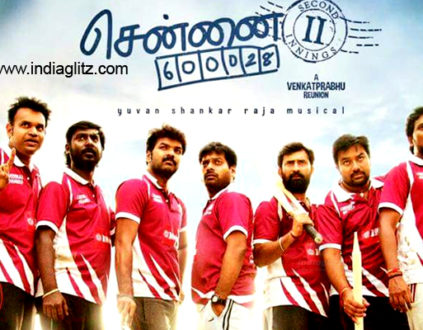 சென்னை
600028
SECOND
II
INNINGS
www.indiaglitz.com
A
VENKATPRABHU
REUNION
yuvan shankar raja musical